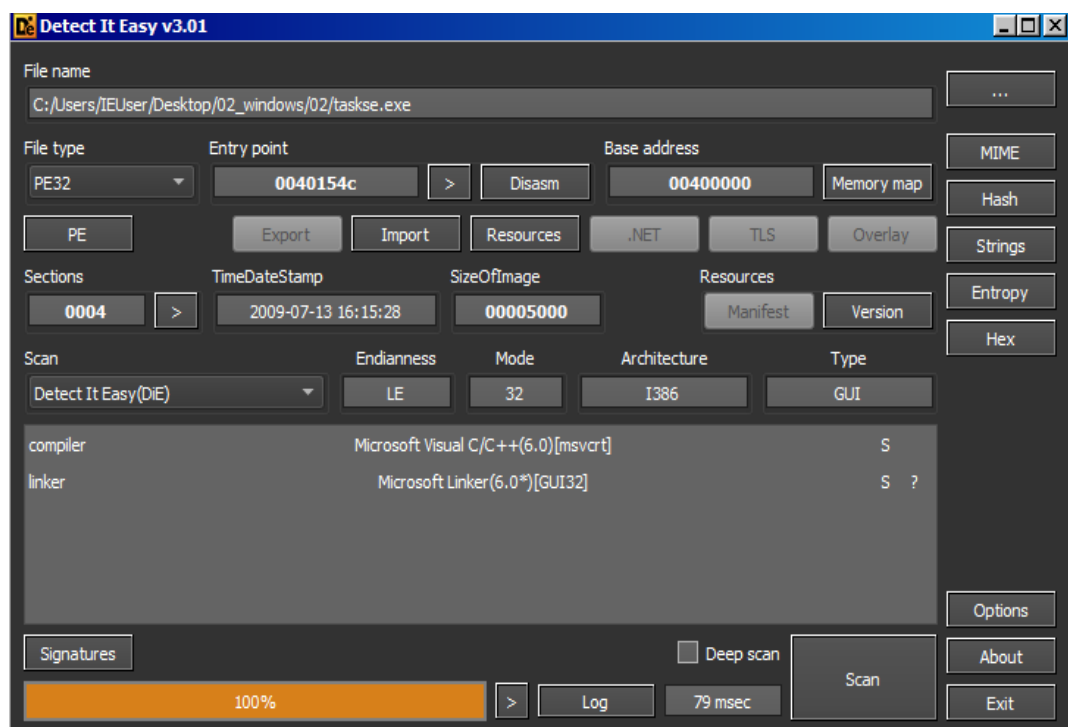 Detect It Easy v3.01
File name
C:/Users/IEUser/Desktop/02_windows/02/taskse.exe
...
File type Entry point Base address
PE32 0040154c > Disasm 00400000 Memory map
MIME
Hash
PE Export Import Resources .NET TLS Overlay
Strings
Sections TimeDateStamp SizeOfImage Resources
0004 > 2009-07-13 16:15:28 00005000 Manifest Version
Entropy
Hex
Scan Endianness Mode Architecture Type
Detect It Easy(DiE) LE 32 I386 GUI
compiler Microsoft Visual C/C++(6.0)[msvcrt] S
linker Microsoft Linker(6.0*)[GUI32] S ?
Options
Signatures Deep scan Scan About
100% > Log 79 msec Exit